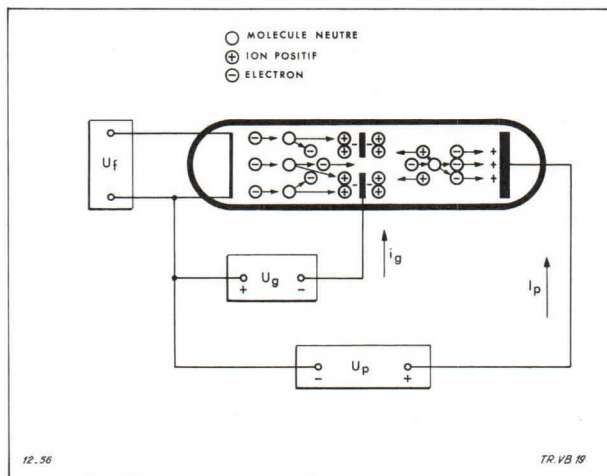 MOLECULE NEUTRE
ION POSITIF
ELECTRON
Uf
Ug
+ -
ig
Ip
Up
- +
12_56
TR.VB 19